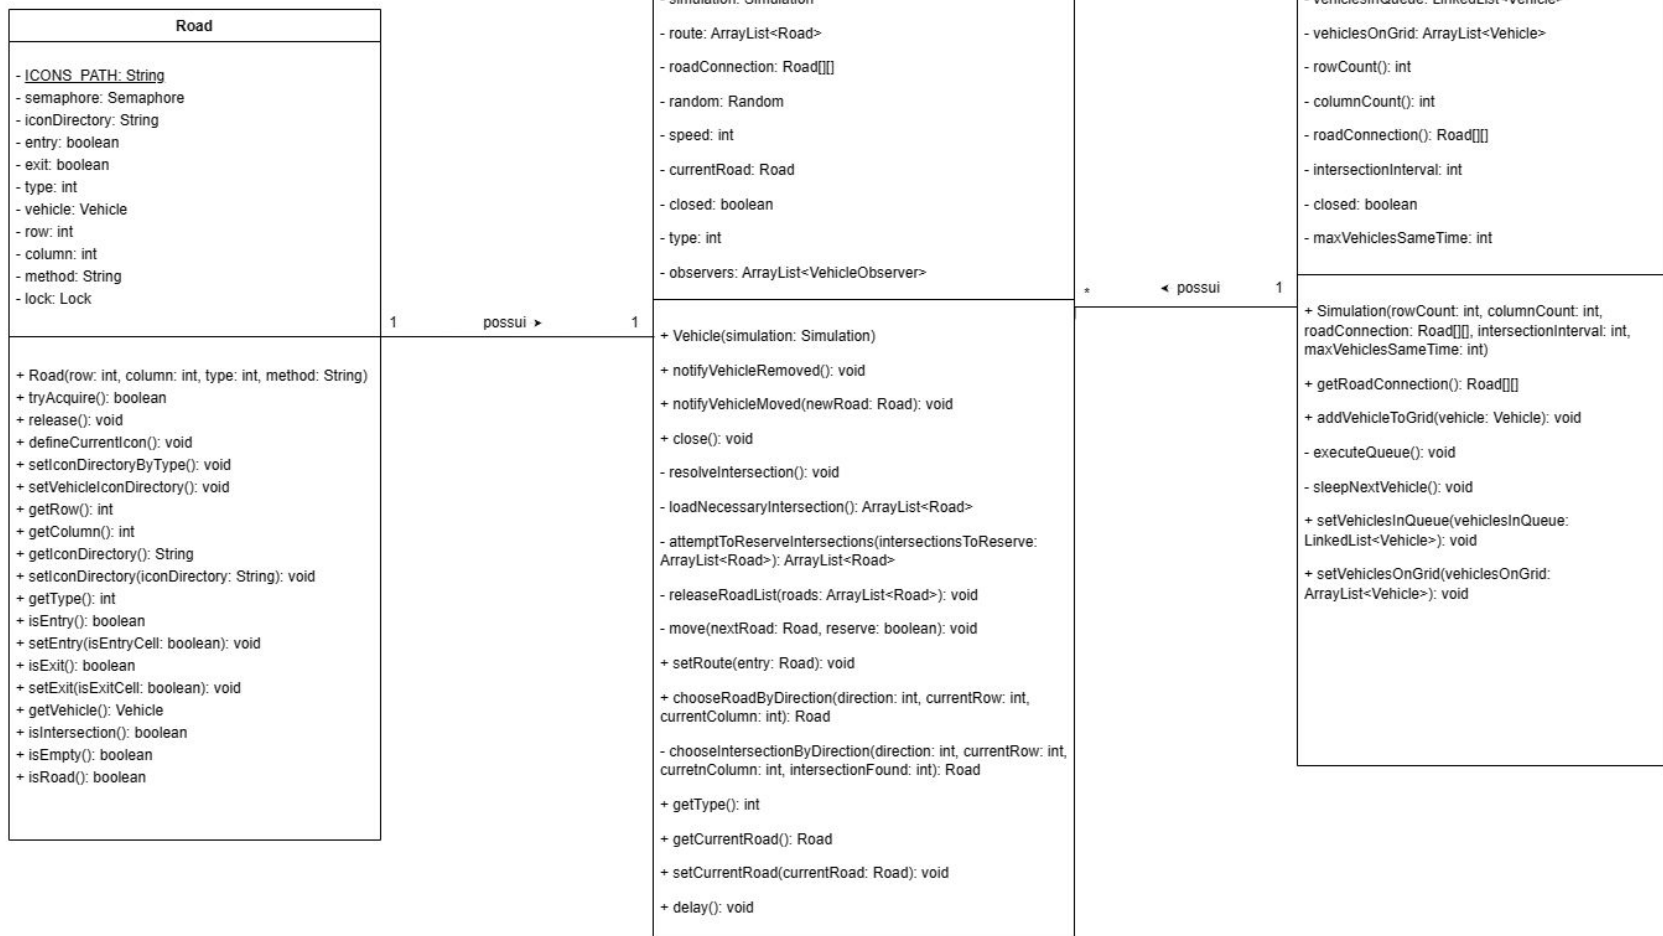 Road
- ICONS_PATH: String
- semaphore: Semaphore
- iconDirectory: String
- entry: boolean
- exit: boolean
- type: int
- vehicle: Vehicle
- row: int
- column: int
- method: String
- lock: Lock
+ Road(row: int, column: int, type: int, method: String)
+ tryAcquire(): boolean
+ release(): void
+ defineCurrentIcon(): void
+ setIconDirectoryByType(): void
+ setVehicleIconDirectory(): void
+ getRow(): int
+ getColumn(): int
+ getIconDirectory(): String
+ setIconDirectory(iconDirectory: String): void
+ getType(): int
+ isEntry(): boolean
+ setEntry(isEntryCell: boolean): void
+ isExit(): boolean
+ setExit(isExitCell: boolean): void
+ getVehicle(): Vehicle
+ isIntersection(): boolean
+ isEmpty(): boolean
+ isRoad(): boolean
1 possui ➤ 1
- simulation: Simulation
- route: ArrayList<Road>
- roadConnection: Road[][]
- random: Random
- speed: int
- currentRoad: Road
- closed: boolean
- type: int
- observers: ArrayList<VehicleObserver>
+ Vehicle(simulation: Simulation)
+ notifyVehicleRemoved(): void
+ notifyVehicleMoved(newRoad: Road): void
+ close(): void
- resolveIntersection(): void
- loadNecessaryIntersection(): ArrayList<Road>
- attemptToReserveIntersections(intersectionsToReserve:
ArrayList<Road>): ArrayList<Road>
- releaseRoadList(roads: ArrayList<Road>): void
- move(nextRoad: Road, reserve: boolean): void
+ setRoute(entry: Road): void
+ chooseRoadByDirection(direction: int, currentRow: int,
currentColumn: int): Road
- chooseIntersectionByDirection(direction: int, currentRow: int,
curretnColumn: int, intersectionFound: int): Road
+ getType(): int
+ getCurrentRoad(): Road
+ setCurrentRoad(currentRoad: Road): void
+ delay(): void
* ⮜ possui 1
- vehiclesInQueue: LinkedList<Vehicle>
- vehiclesOnGrid: ArrayList<Vehicle>
- rowCount(): int
- columnCount(): int
- roadConnection(): Road[][]
- intersectionInterval: int
- closed: boolean
- maxVehiclesSameTime: int
+ Simulation(rowCount: int, columnCount: int,
roadConnection: Road[][], intersectionInterval: int,
maxVehiclesSameTime: int)
+ getRoadConnection(): Road[][]
+ addVehicleToGrid(vehicle: Vehicle): void
- executeQueue(): void
- sleepNextVehicle(): void
+ setVehiclesInQueue(vehiclesInQueue:
LinkedList<Vehicle>): void
+ setVehiclesOnGrid(vehiclesOnGrid:
ArrayList<Vehicle>): void